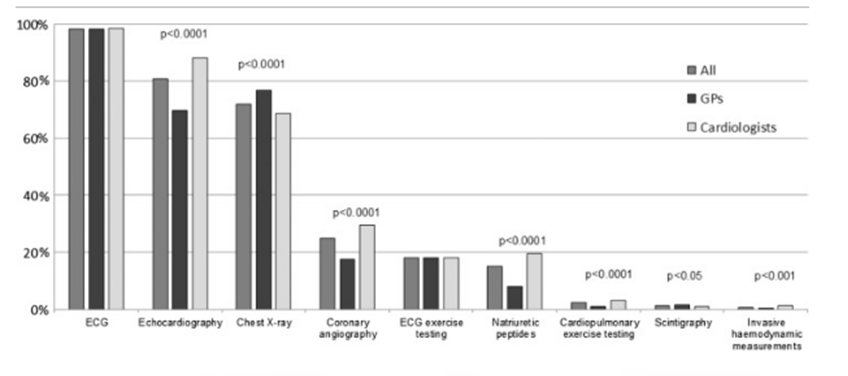 100%
80%
60%
40%
20%
0%
p<0.0001
p<0.0001
p<0.0001
p<0.0001
p<0.0001
p<0.05
p<0.001
All
GPs
Cardiologists
ECG
Echocardiography
Chest X-ray
Coronary
angiography
ECG exercise
testing
Natriuretic
peptides
Cardiopulmonary
exercise testing
Scintigraphy
Invasive
haemodynamic
measurements